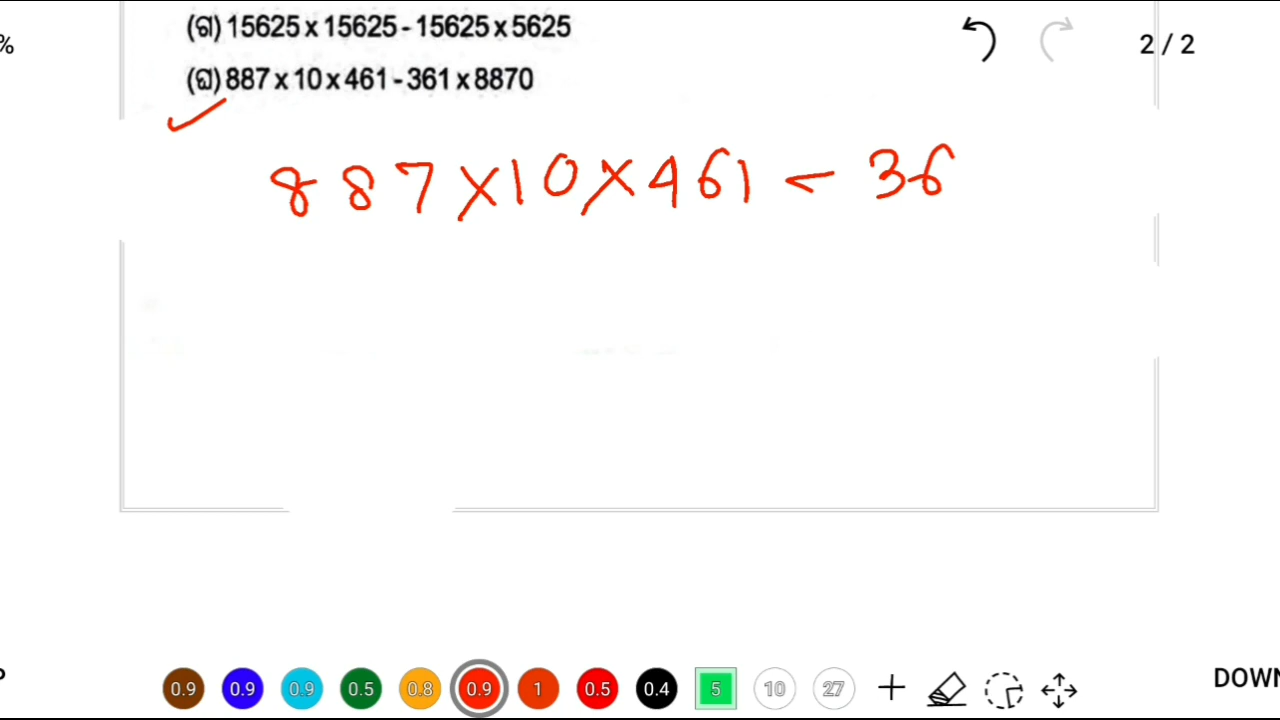 %
(ଗ) 15625 x 15625 - 15625 x 5625
2 / 2
(ଘ) 887 x 10 x 461 - 361 x 8870
887 x 10 x 461 - 36
0.9 0.9 0.9 0.5 0.8 0.9 1 0.5 0.4 5 10 27 +
DOWN